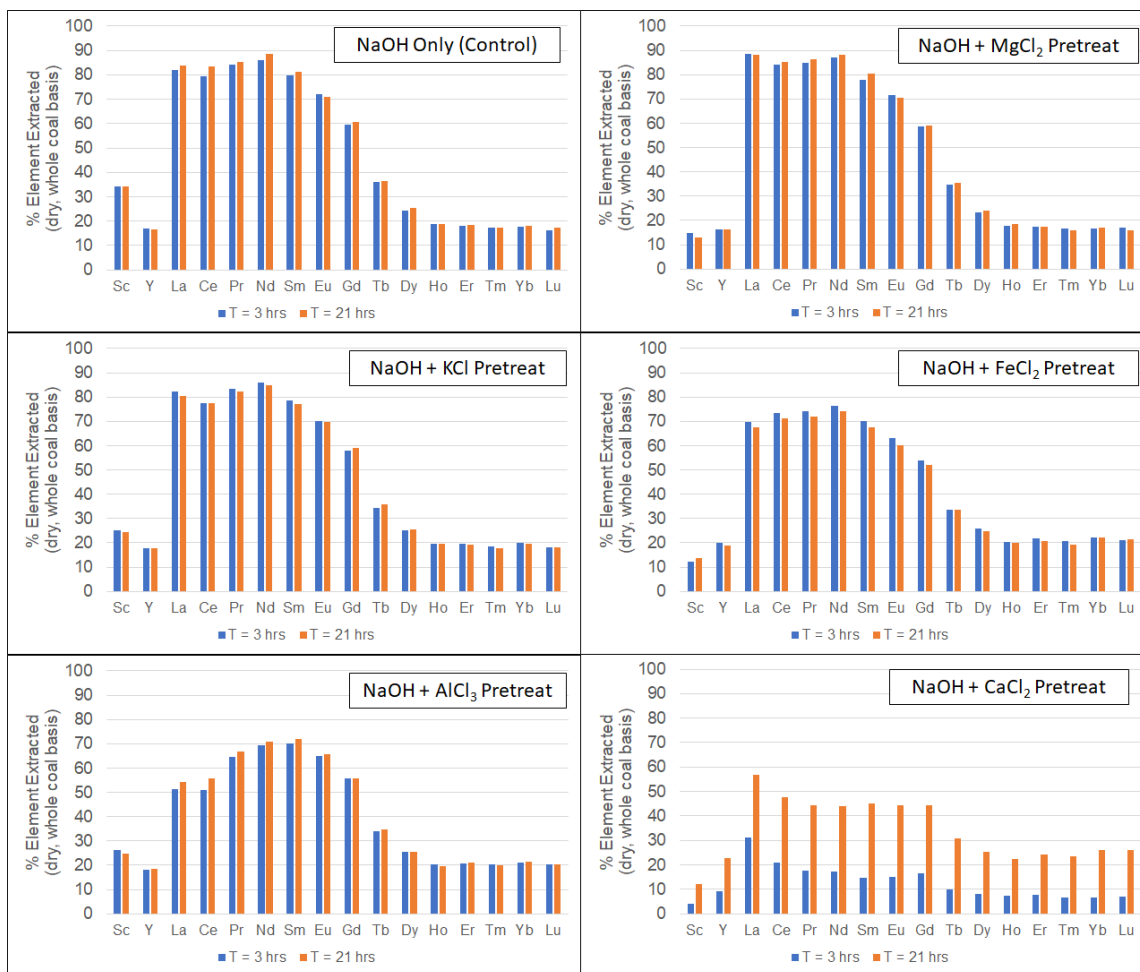 NaOH Only (Control)
% Element Extracted
(dry, whole coal basis)
100
90
80
70
60
50
40
30
20
10
0
Sc Y La Ce Pr Nd Sm Eu Gd Tb Dy Ho Er Tm Yb Lu
T = 3 hrs T = 21 hrs
NaOH + MgCl₂ Pretreat
% Element Extracted
(dry, whole coal basis)
100
90
80
70
60
50
40
30
20
10
0
Sc Y La Ce Pr Nd Sm Eu Gd Tb Dy Ho Er Tm Yb Lu
T = 3 hrs T = 21 hrs
NaOH + KCl Pretreat
% Element Extracted
(dry, whole coal basis)
100
90
80
70
60
50
40
30
20
10
0
Sc Y La Ce Pr Nd Sm Eu Gd Tb Dy Ho Er Tm Yb Lu
T = 3 hrs T = 21 hrs
NaOH + FeCl₂ Pretreat
% Element Extracted
(dry, whole coal basis)
100
90
80
70
60
50
40
30
20
10
0
Sc Y La Ce Pr Nd Sm Eu Gd Tb Dy Ho Er Tm Yb Lu
T = 3 hrs T = 21 hrs
NaOH + AlCl₃ Pretreat
% Element Extracted
(dry, whole coal basis)
100
90
80
70
60
50
40
30
20
10
0
Sc Y La Ce Pr Nd Sm Eu Gd Tb Dy Ho Er Tm Yb Lu
T = 3 hrs T = 21 hrs
NaOH + CaCl₂ Pretreat
% Element Extracted
(dry, whole coal basis)
100
90
80
70
60
50
40
30
20
10
0
Sc Y La Ce Pr Nd Sm Eu Gd Tb Dy Ho Er Tm Yb Lu
T = 3 hrs T = 21 hrs